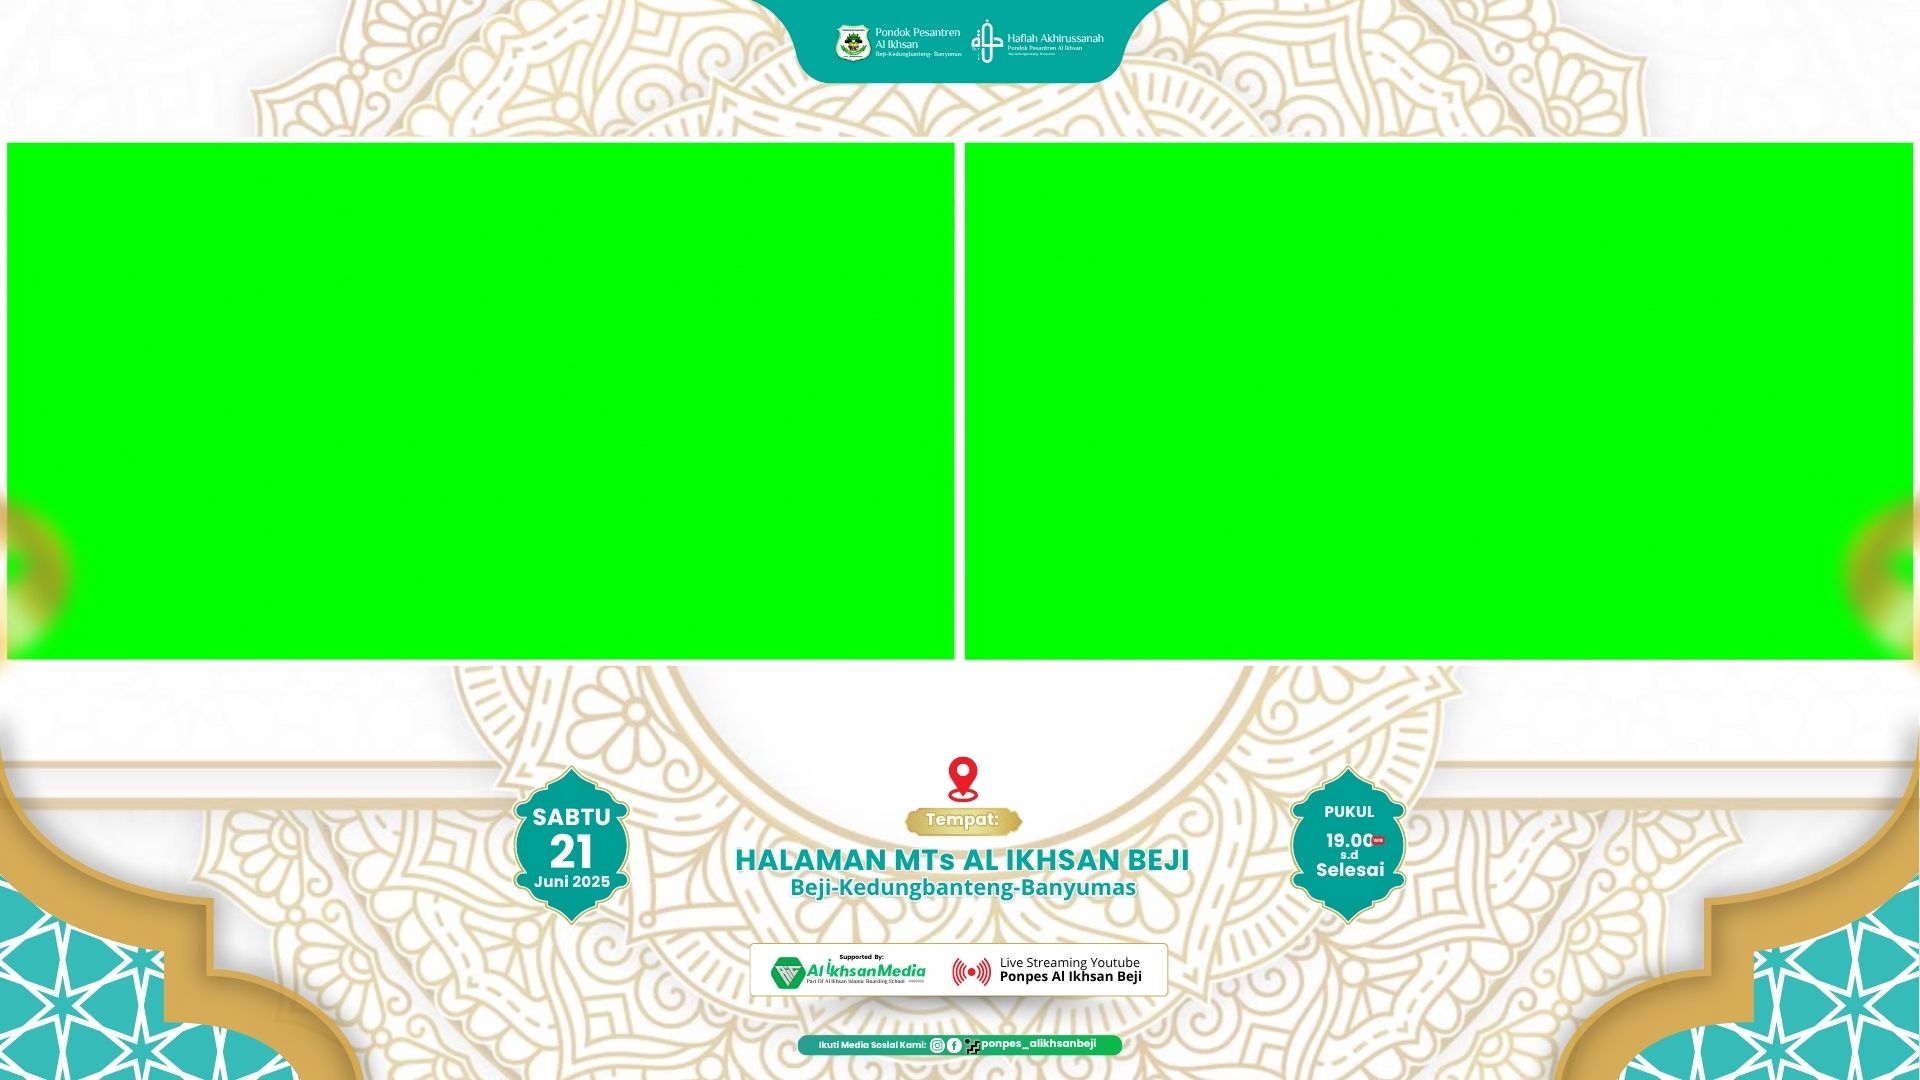 Pondok Pesantren
Al Ikhsan
Beji-Kedungbanteng- Banyumas
Haflah Akhirussanah
Pondok Pesantren Al Ikhsan
Tempat:
HALAMAN MTs AL IKHSAN BEJI
Beji-Kedungbanteng-Banyumas
SABTU
21
Juni 2025
PUKUL
19.00 WIB
s.d
Selesai
Supported By:
Al IkhsanMedia
Part Of Al Ikhsan Islamic Boarding School
Live Streaming Youtube
Ponpes Al Ikhsan Beji
Ikuti Media Sosial Kami:
ponpes_alikhsanbeji